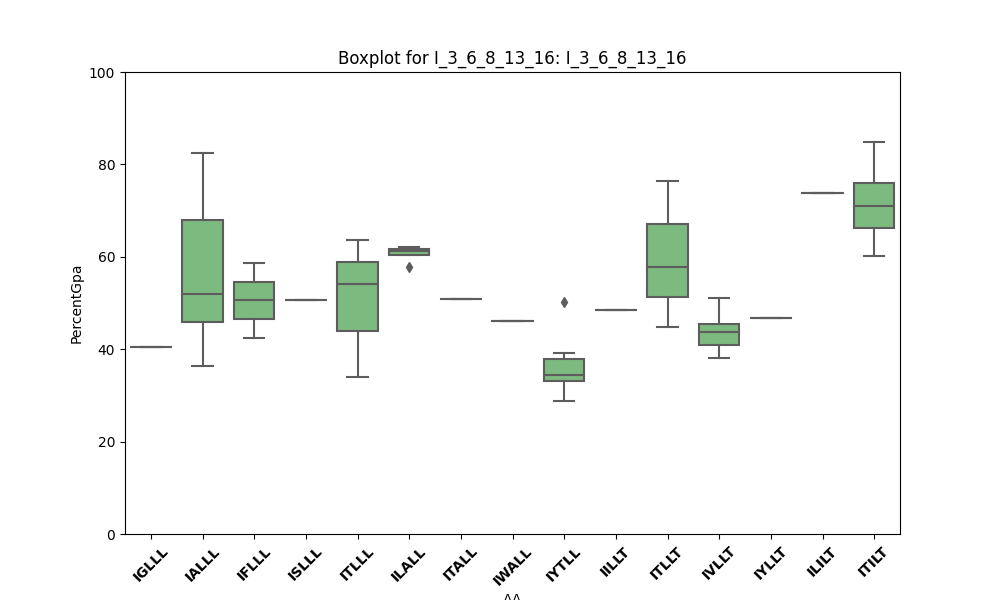 Boxplot for I_3_6_8_13_16: I_3_6_8_13_16
100
80
60
40
20
0
PercentGpa
IGLLL IALLL IFLLL ISLLL ITLLL ILALL ITALL IWALL IYTLL IILLT ITLLT IVLLT IYLLT ILILT ITILT
AA